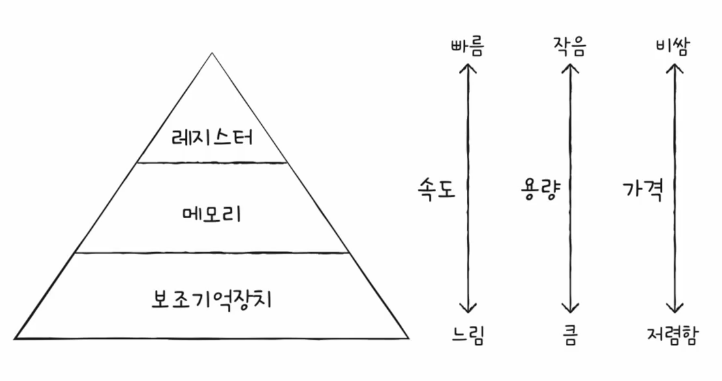 빠름 작음 비쌈
레지스터
속도 용량 가격
메모리
보조기억장치
느림 큼 저렴함